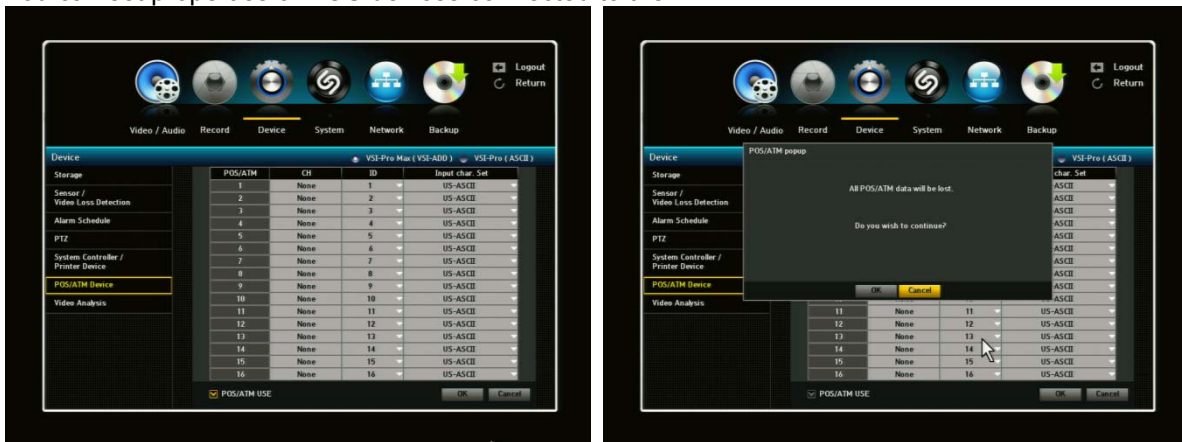 Logout
Return
Video / Audio Record Device System Network Backup
Device VSI-Pro Max ( VSI-ADD ) VSI-Pro ( ASCII )
Storage
Sensor /
Video Loss Detection
Alarm Schedule
PTZ
System Controller /
Printer Device
POS/ATM Device
Video Analysis
POS/ATM CH ID Input char. Set
1 None 1 US-ASCII
2 None 2 US-ASCII
3 None 3 US-ASCII
4 None 4 US-ASCII
5 None 5 US-ASCII
6 None 6 US-ASCII
7 None 7 US-ASCII
8 None 8 US-ASCII
9 None 9 US-ASCII
10 None 10 US-ASCII
11 None 11 US-ASCII
12 None 12 US-ASCII
13 None 13 US-ASCII
14 None 14 US-ASCII
15 None 15 US-ASCII
16 None 16 US-ASCII
POS/ATM USE OK Cancel
Logout
Return
Video / Audio Record Device System Network Backup
Device VSI-Pro ( ASCII )
Storage
Sensor /
Video Loss Detection
Alarm Schedule
PTZ
System Controller /
Printer Device
POS/ATM Device
Video Analysis
POS/ATM popup
All POS/ATM data will be lost.
Do you wish to continue?
OK Cancel
char. Set
-ASCII
-ASCII
-ASCII
-ASCII
-ASCII
-ASCII
-ASCII
-ASCII
-ASCII
US-ASCII
11 None 11 US-ASCII
12 None 12 US-ASCII
13 None 13 US-ASCII
14 None 14 US-ASCII
15 None 15 US-ASCII
16 None 16 US-ASCII
POS/ATM USE OK Cancel